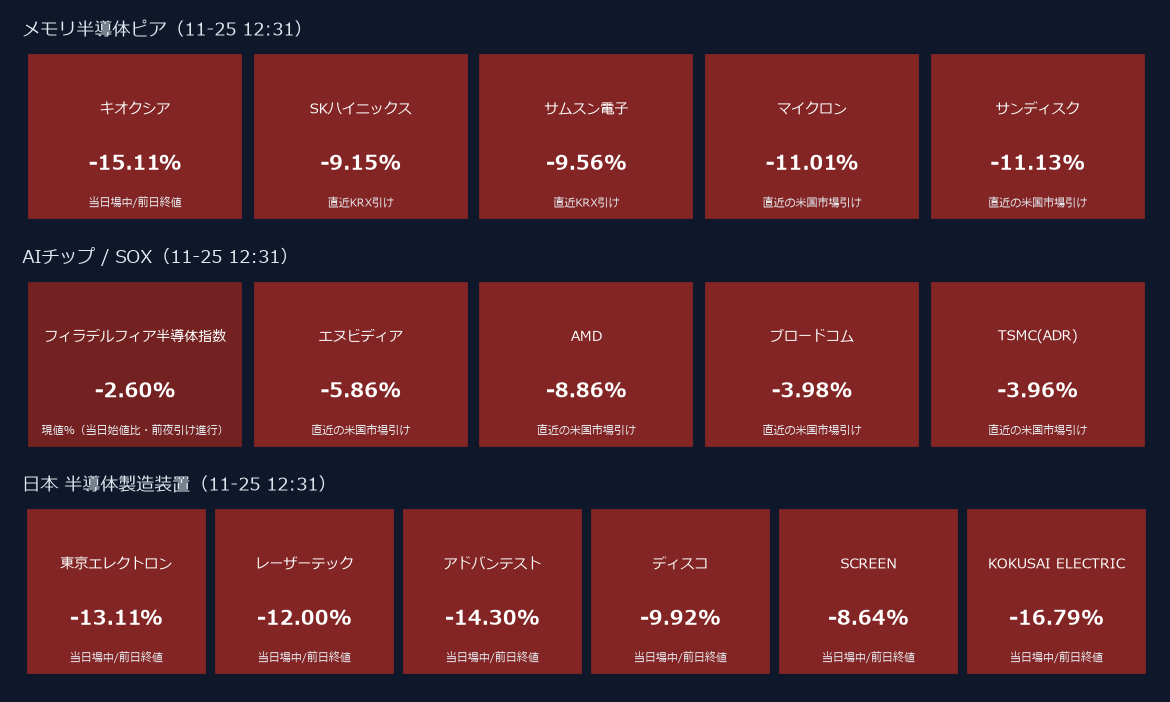 メモリ半導体ピア（11-25 12:31）
キオクシア
-15.11%
当日場中/前日終値
SKハイニックス
-9.15%
直近KRX引け
サムスン電子
-9.56%
直近KRX引け
マイクロン
-11.01%
直近の米国市場引け
サンディスク
-11.13%
直近の米国市場引け
AIチップ / SOX（11-25 12:31）
フィラデルフィア半導体指数
-2.60%
現値%（当日始値比・前夜引け進行）
エヌビディア
-5.86%
直近の米国市場引け
AMD
-8.86%
直近の米国市場引け
ブロードコム
-3.98%
直近の米国市場引け
TSMC(ADR)
-3.96%
直近の米国市場引け
日本 半導体製造装置（11-25 12:31）
東京エレクトロン
-13.11%
当日場中/前日終値
レーザーテック
-12.00%
当日場中/前日終値
アドバンテスト
-14.30%
当日場中/前日終値
ディスコ
-9.92%
当日場中/前日終値
SCREEN
-8.64%
当日場中/前日終値
KOKUSAI ELECTRIC
-16.79%
当日場中/前日終値